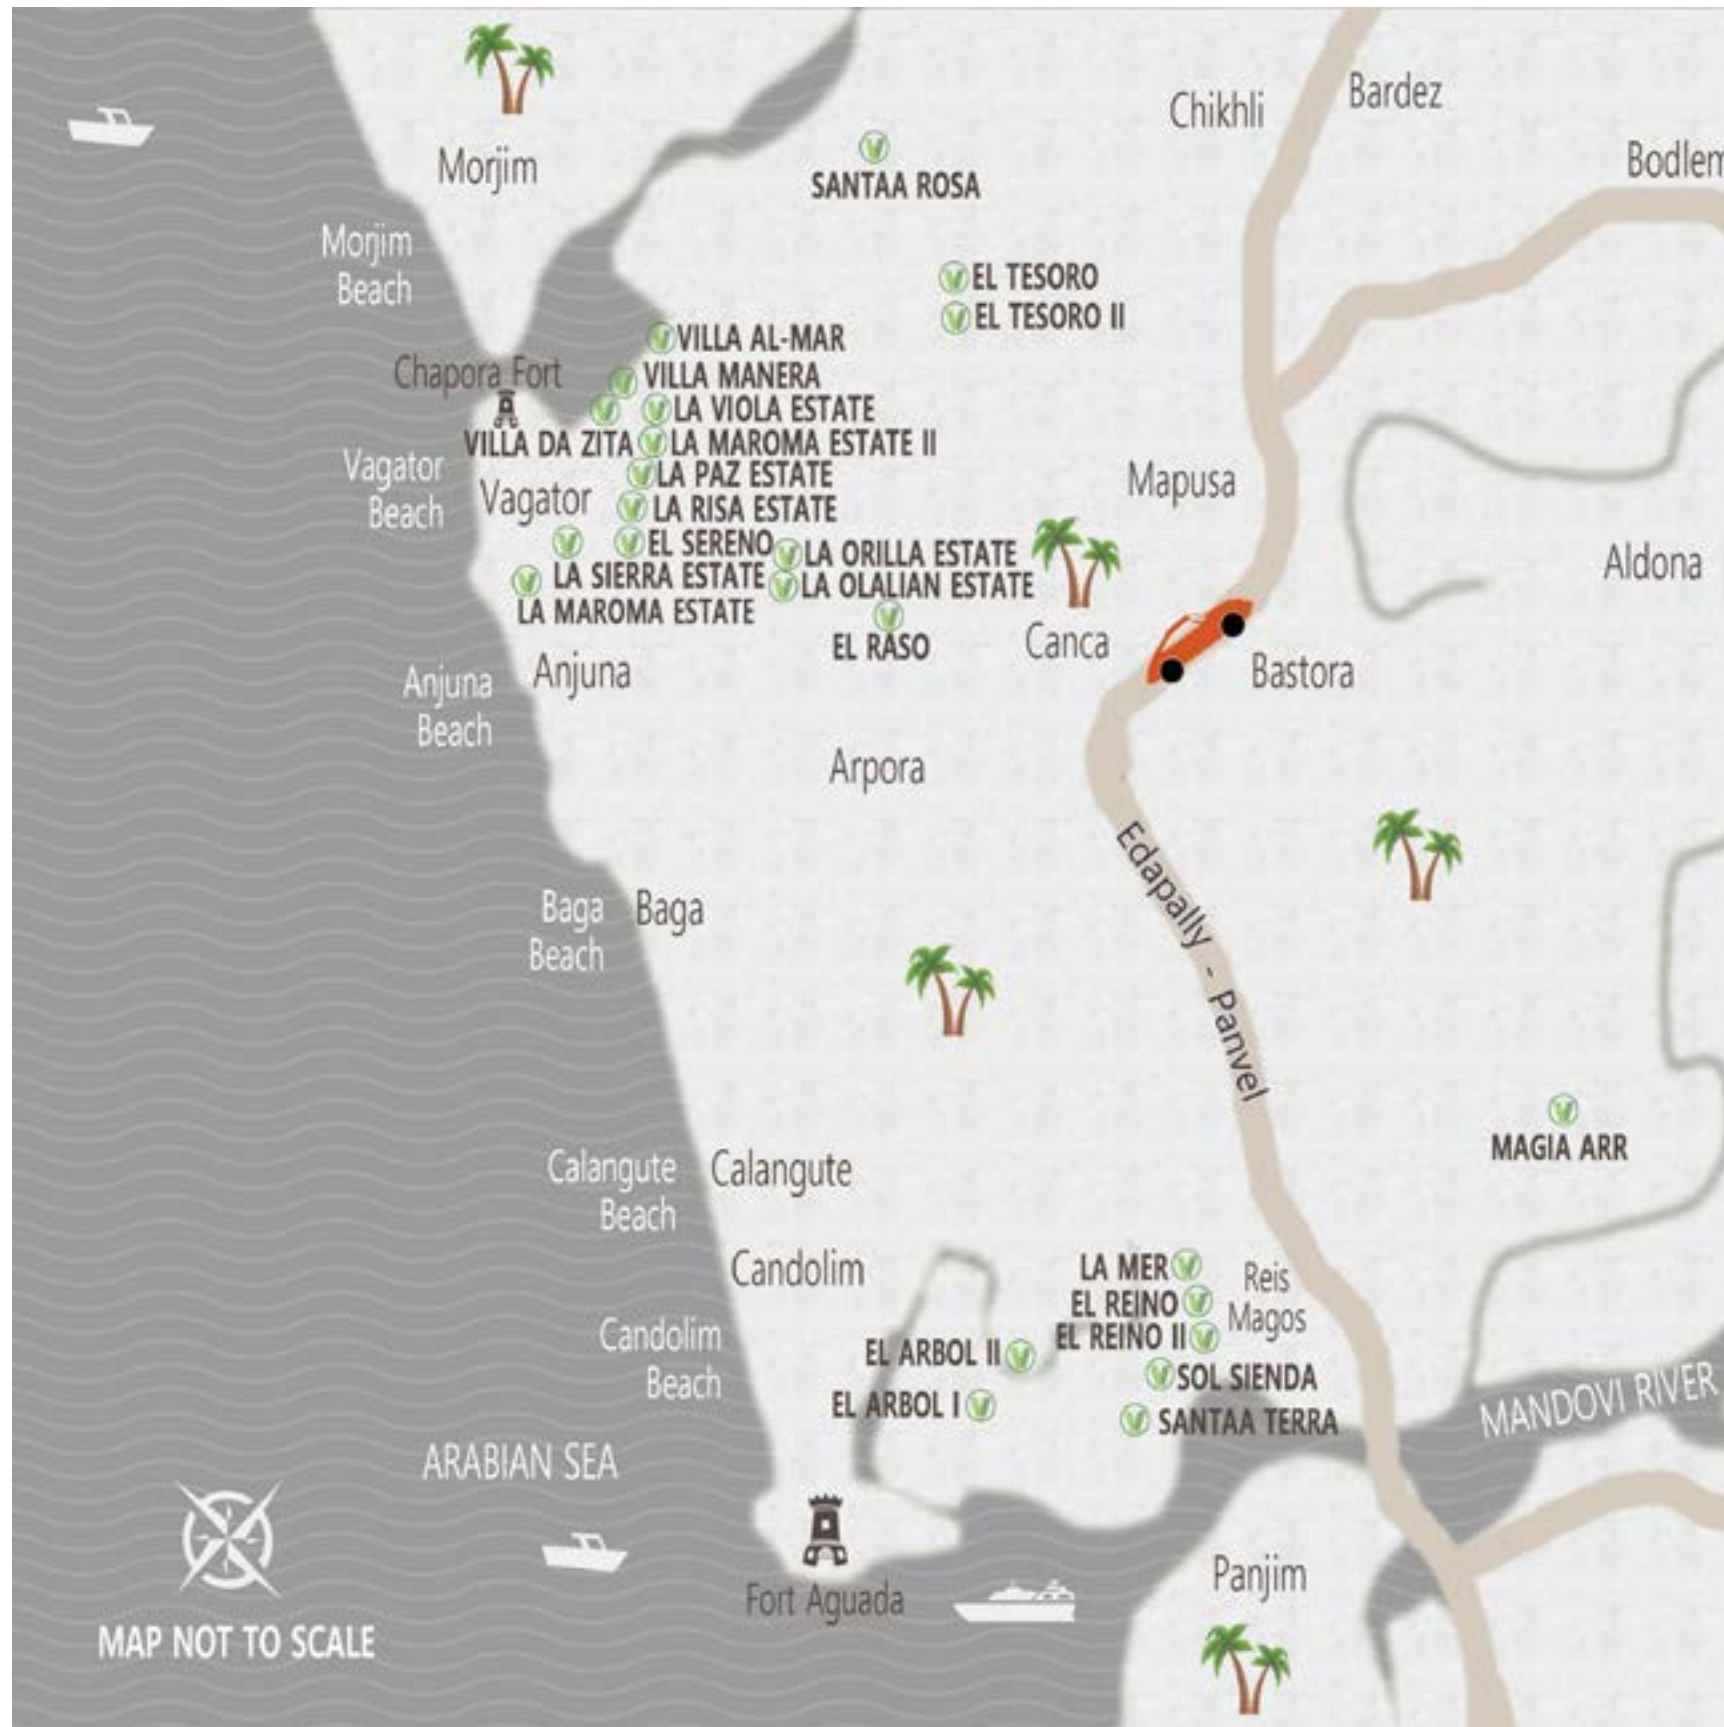 Bardez
Chikhli
Bodlem
Morjim
SANTAA ROSA
Morjim
Beach
EL TESORO
EL TESORO II
VILLA AL-MAR
Chapora Fort
VILLA MANERA
LA VIOLA ESTATE
VILLA DA ZITA
LA MAROMA ESTATE II
Vagator
Beach
LA PAZ ESTATE
Mapusa
Vagator
LA RISA ESTATE
EL SERENO
LA ORILLA ESTATE
Aldona
LA SIERRA ESTATE
LA OLALIAN ESTATE
LA MAROMA ESTATE
EL RASO
Canca
Anjuna
Bastora
Anjuna
Beach
Arpora
Edapally - Panvel
Baga
Beach
Baga
MAGIA ARR
Calangute
Beach
Calangute
Candolim
LA MER
Reis
Magos
EL REINO
EL REINO II
Candolim
Beach
EL ARBOL II
SOL SIENDA
EL ARBOL I
SANTAA TERRA
MANDOVI RIVER
ARABIAN SEA
Panjim
Fort Aguada
MAP NOT TO SCALE